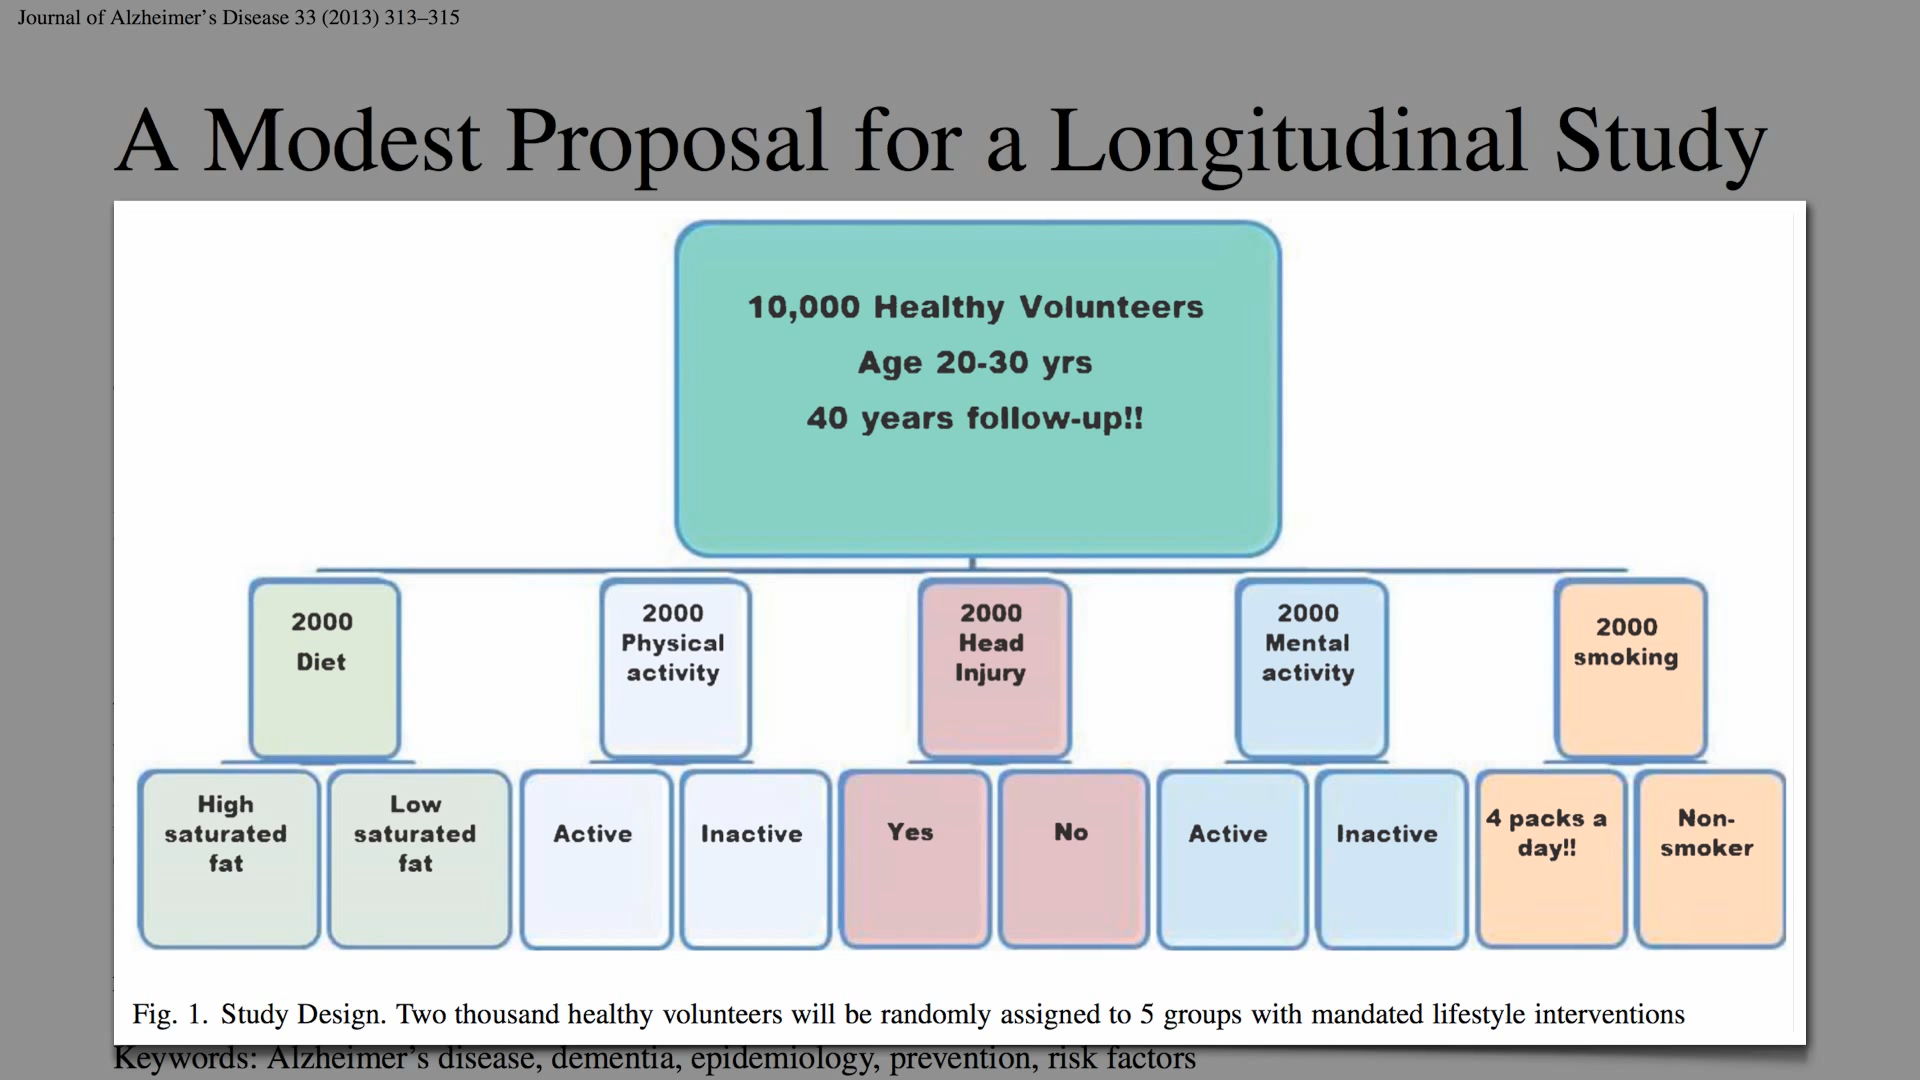 Journal of Alzheimer's Disease 33 (2013) 313–315
A Modest Proposal for a Longitudinal Study
10,000 Healthy Volunteers
Age 20-30 yrs
40 years follow-up!!
2000
Diet
2000
Physical
activity
2000
Head
Injury
2000
Mental
activity
2000
smoking
High
saturated
fat
Low
saturated
fat
Active
Inactive
Yes
No
Active
Inactive
4 packs a
day!!
Non-
smoker
Fig. 1. Study Design. Two thousand healthy volunteers will be randomly assigned to 5 groups with mandated lifestyle interventions
Keywords: Alzheimer's disease, dementia, epidemiology, prevention, risk factors